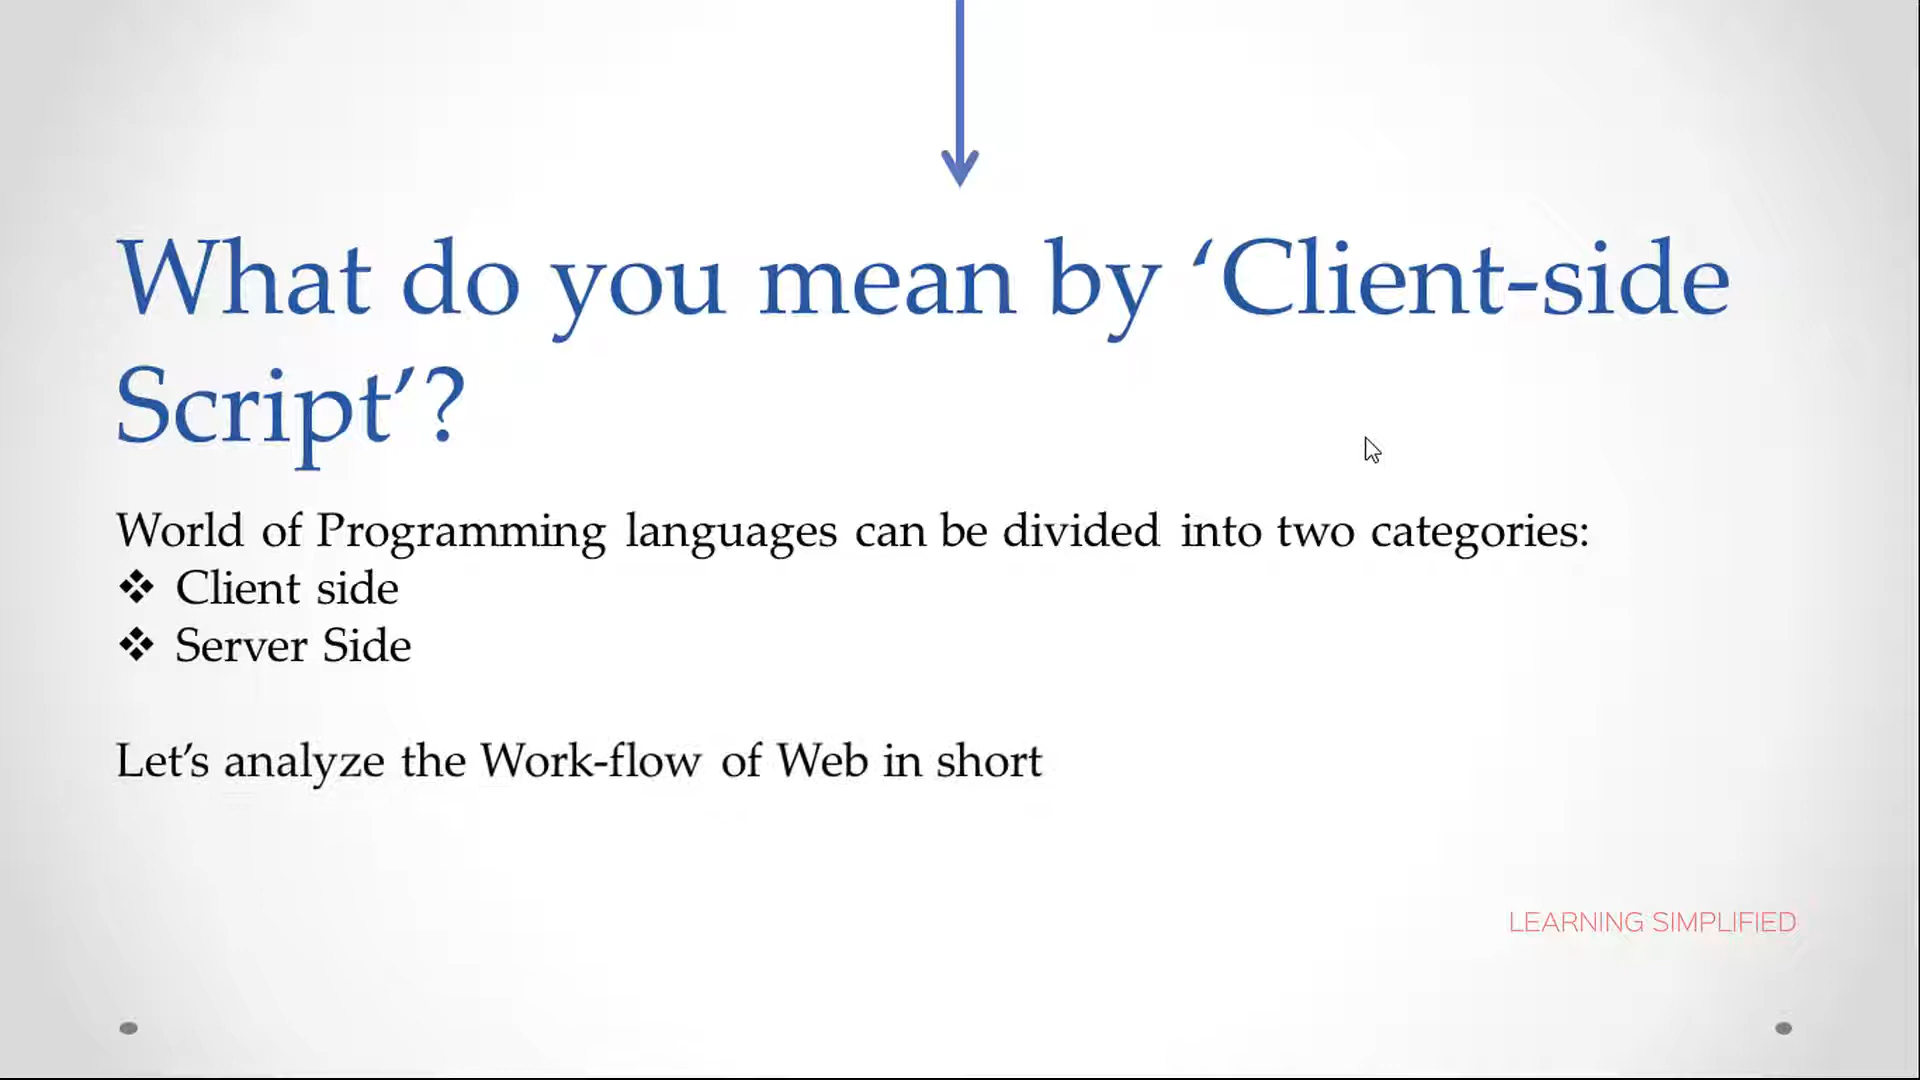 What do you mean by ‘Client-side
Script’?
World of Programming languages can be divided into two categories:
❖ Client side
❖ Server Side
Let’s analyze the Work-flow of Web in short
LEARNING SIMPLIFIED